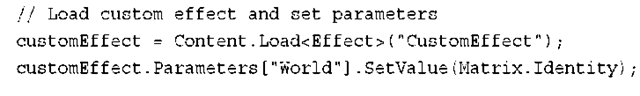 // Load custom effect and set parameters
customEffect = Content.Load<Effect>("CustomEffect");
customEffect.Parameters["World"].SetValue(Matrix.Identity);